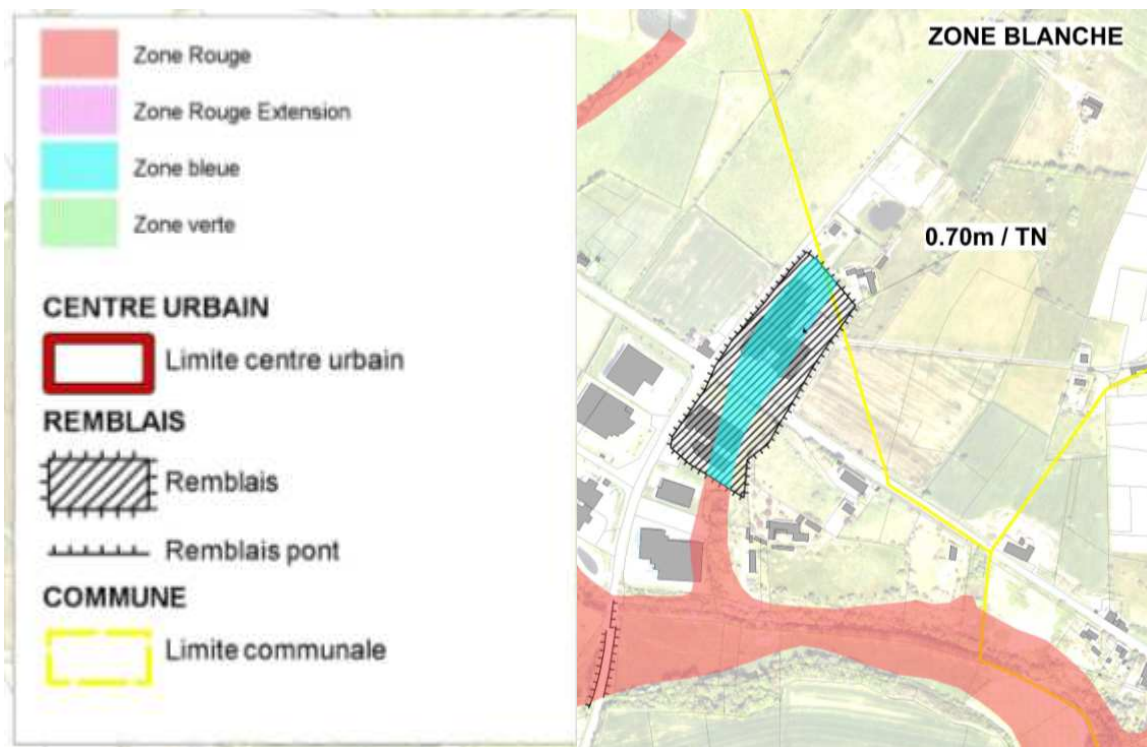 Zone Rouge
Zone Rouge Extension
Zone bleue
Zone verte
CENTRE URBAIN
Limite centre urbain
REMBLAIS
Remblais
Remblais pont
COMMUNE
Limite communale
ZONE BLANCHE
0.70m / TN